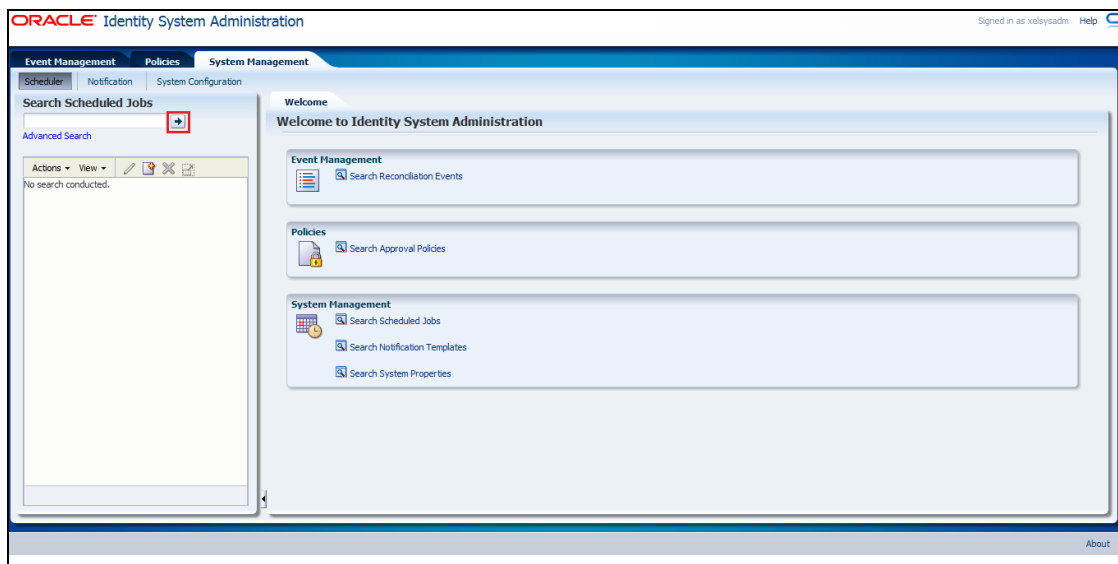 ORACLE Identity System Administration
Signed in as xelsysadm Help
Event Management Policies System Management
Scheduler Notification System Configuration
Search Scheduled Jobs
Advanced Search
Actions View
No search conducted.
Welcome
Welcome to Identity System Administration
Event Management
Search Reconciliation Events
Policies
Search Approval Policies
System Management
Search Scheduled Jobs
Search Notification Templates
Search System Properties
About